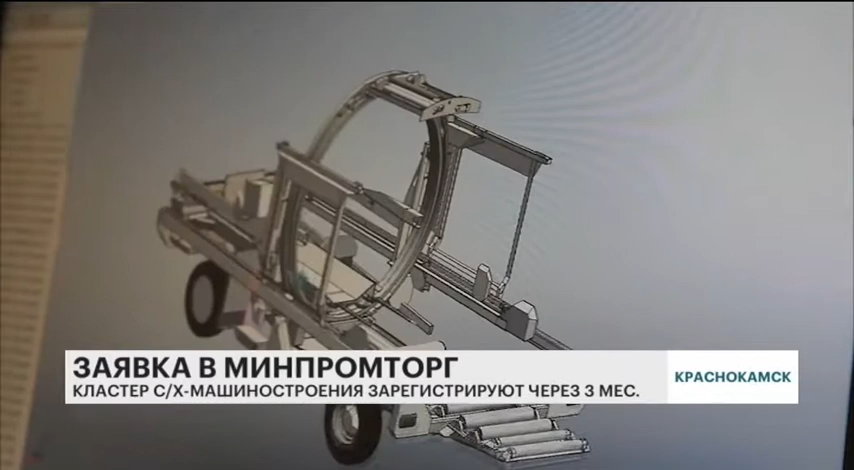 ЗАЯВКА В МИНПРОМТОРГ
КЛАСТЕР С/Х-МАШИНОСТРОЕНИЯ ЗАРЕГИСТРИРУЮТ ЧЕРЕЗ 3 МЕС.
КРАСНОКАМСК